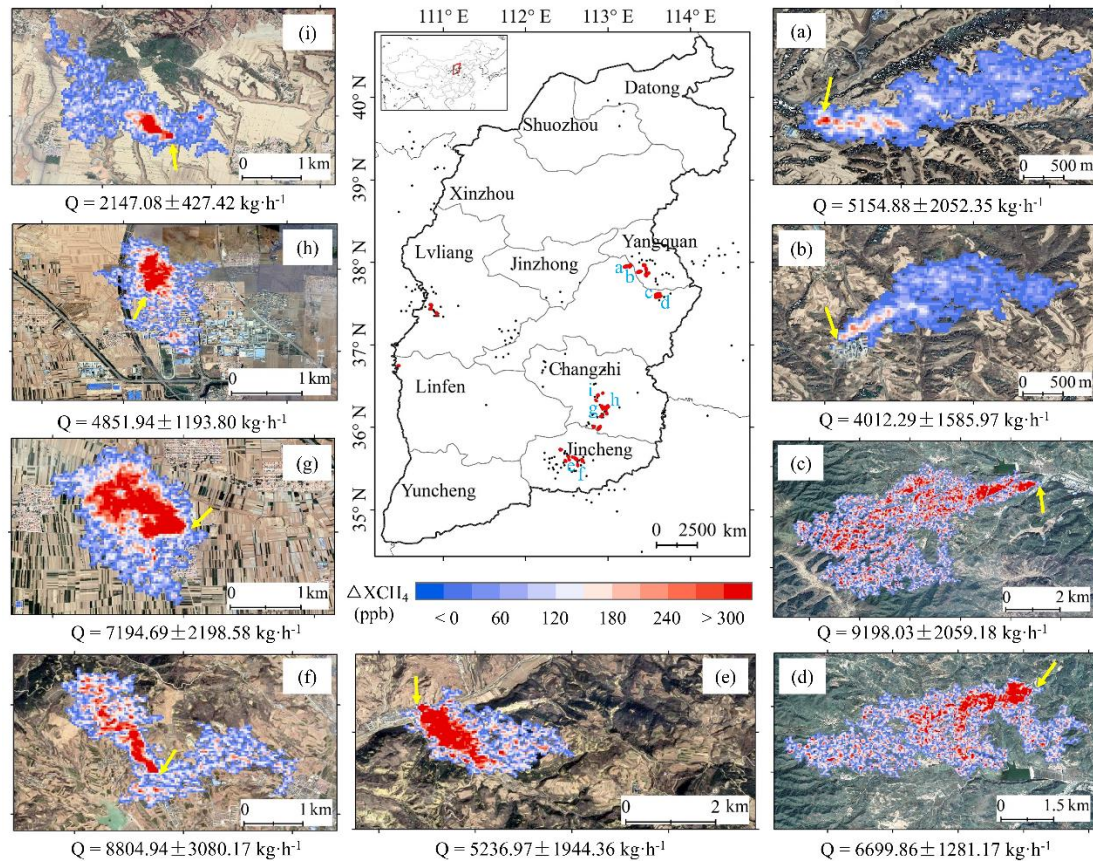 (i)
0 1 km
Q = 2147.08±427.42 kg·h⁻¹
(h)
0 1 km
Q = 4851.94±1193.80 kg·h⁻¹
(g)
0 1 km
Q = 7194.69±2198.58 kg·h⁻¹
(f)
0 1 km
Q = 8804.94±3080.17 kg·h⁻¹
111° E 112° E 113° E 114° E
40° N
39° N
38° N
37° N
36° N
35° N
Datong
Shuozhou
Xinzhou
Yangquan
Lvliang
Jinzhong
a
b
c
d
Changzhi
Linfen
i
h
g
Jincheng
e
f
Yuncheng
0 2500 km
△XCH₄
(ppb)
< 0 60 120 180 240 > 300
(e)
0 2 km
Q = 5236.97±1944.36 kg·h⁻¹
(a)
0 500 m
Q = 5154.88±2052.35 kg·h⁻¹
(b)
0 500 m
Q = 4012.29±1585.97 kg·h⁻¹
(c)
0 2 km
Q = 9198.03±2059.18 kg·h⁻¹
(d)
0 1.5 km
Q = 6699.86±1281.17 kg·h⁻¹